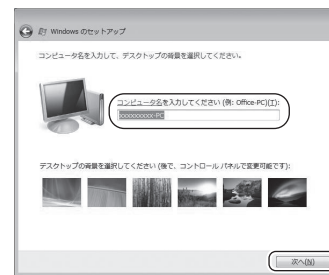 Windows のセットアップ
コンピュータ名を入力して、デスクトップの背景を選択してください。
コンピュータ名を入力してください (例: Office-PC)(T):
xxxxxxxxx-PC
デスクトップの背景を選択してください (後で、コントロール パネルで変更可能です):
次へ(N)